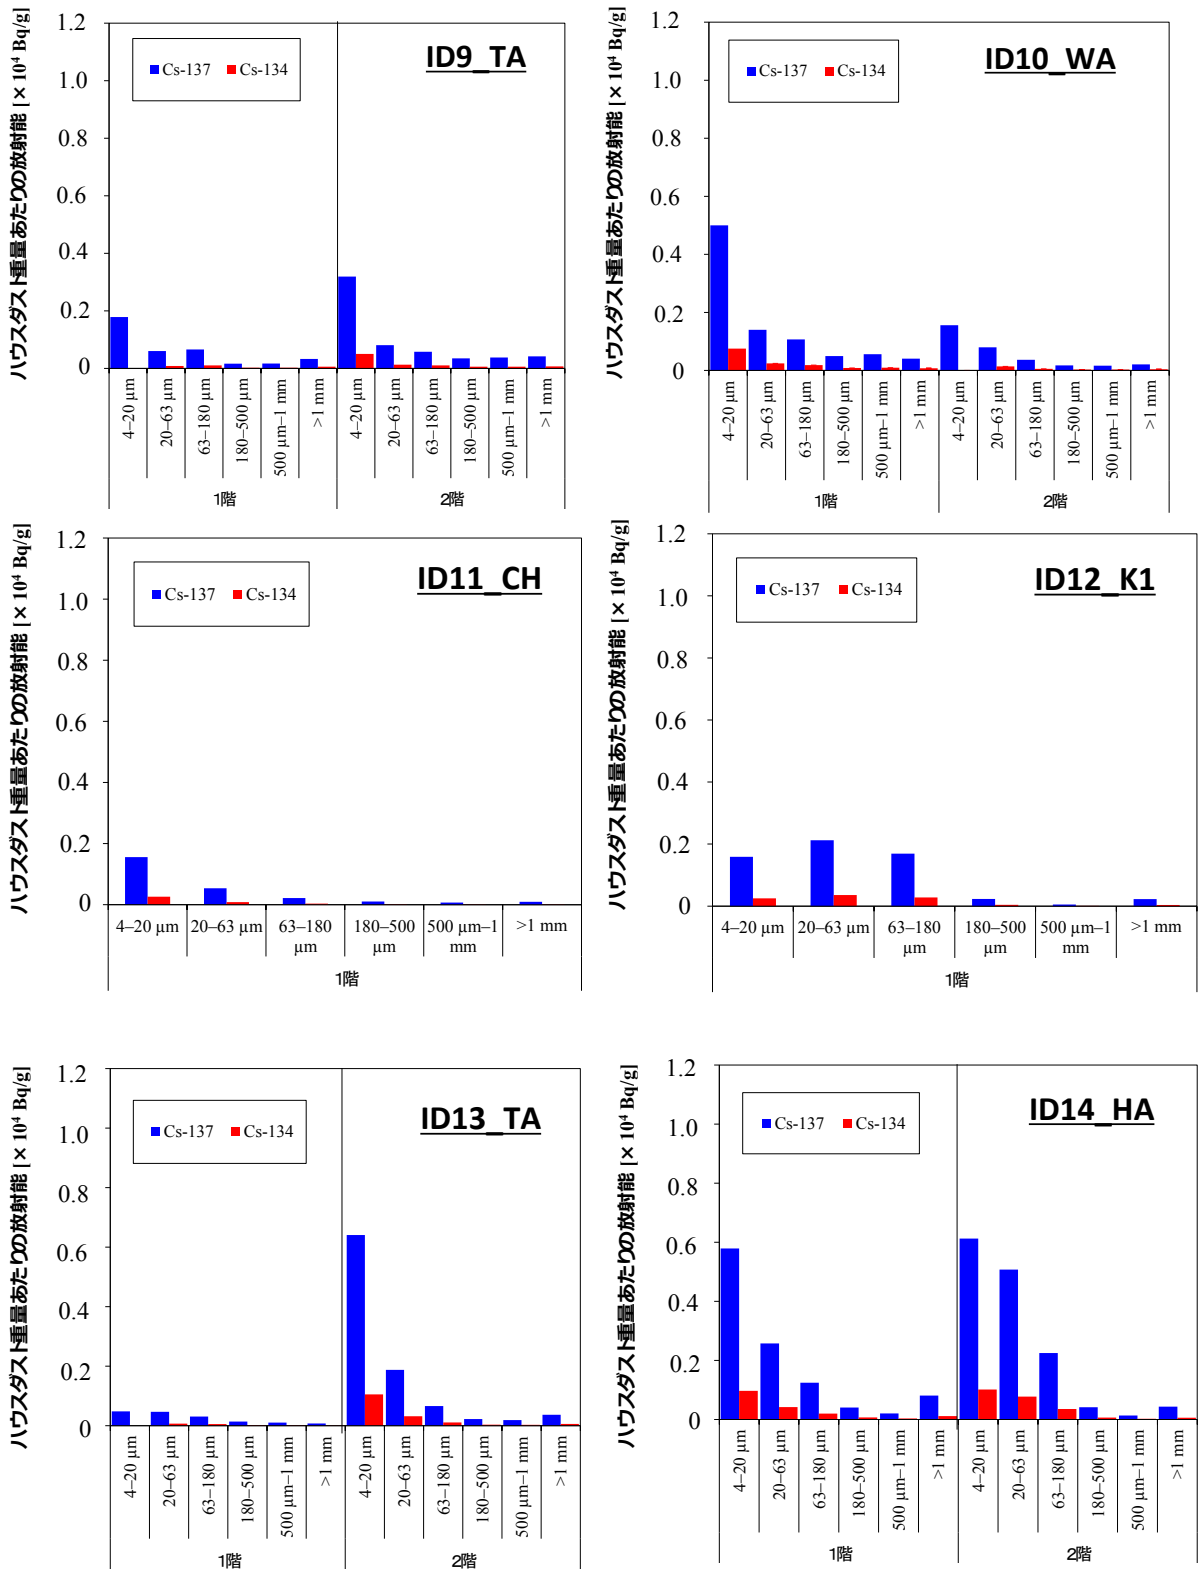 ハウスダスト重量あたりの放射能 [× 10⁴ Bq/g]
1.2
1.0
0.8
0.6
0.4
0.2
0
Cs-137 Cs-134
ID9_TA
4–20 µm
20–63 µm
63–180 µm
180–500 µm
500 µm–1 mm
>1 mm
4–20 µm
20–63 µm
63–180 µm
180–500 µm
500 µm–1 mm
>1 mm
1階
2階
ハウスダスト重量あたりの放射能 [× 10⁴ Bq/g]
1.2
1.0
0.8
0.6
0.4
0.2
0
Cs-137 Cs-134
ID10_WA
4–20 µm
20–63 µm
63–180 µm
180–500 µm
500 µm–1 mm
>1 mm
4–20 µm
20–63 µm
63–180 µm
180–500 µm
500 µm–1 mm
>1 mm
1階
2階
ハウスダスト重量あたりの放射能 [× 10⁴ Bq/g]
1.2
1.0
0.8
0.6
0.4
0.2
0
Cs-137 Cs-134
ID11_CH
4–20 µm
20–63 µm
63–180
µm
180–500
µm
500 µm–1
mm
>1 mm
1階
ハウスダスト重量あたりの放射能 [× 10⁴ Bq/g]
1.2
1.0
0.8
0.6
0.4
0.2
0
Cs-137 Cs-134
ID12_K1
4–20 µm
20–63 µm
63–180
µm
180–500
µm
500 µm–1
mm
>1 mm
1階
ハウスダスト重量あたりの放射能 [× 10⁴ Bq/g]
1.2
1.0
0.8
0.6
0.4
0.2
0
Cs-137 Cs-134
ID13_TA
4–20 µm
20–63 µm
63–180 µm
180–500 µm
500 µm–1 mm
>1 mm
4–20 µm
20–63 µm
63–180 µm
180–500 µm
500 µm–1 mm
>1 mm
1階
2階
ハウスダスト重量あたりの放射能 [× 10⁴ Bq/g]
1.2
1.0
0.8
0.6
0.4
0.2
0
Cs-137 Cs-134
ID14_HA
4–20 µm
20–63 µm
63–180 µm
180–500 µm
500 µm–1 mm
>1 mm
4–20 µm
20–63 µm
63–180 µm
180–500 µm
500 µm–1 mm
>1 mm
1階
2階